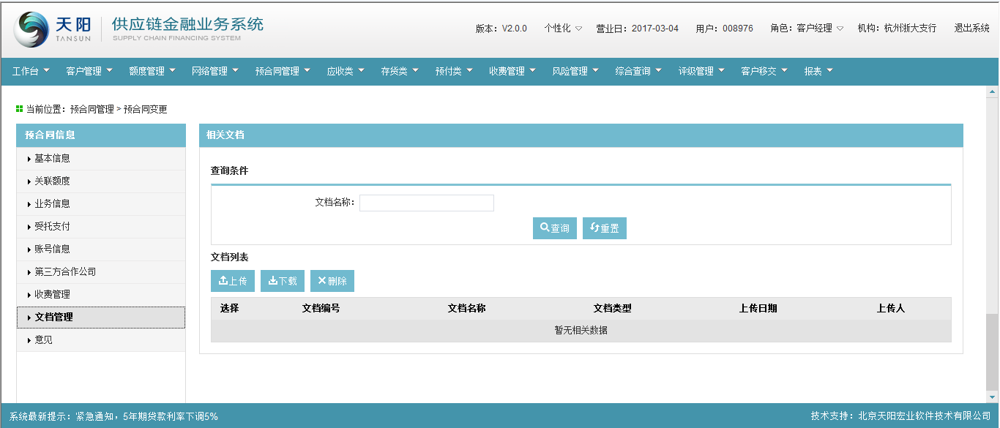 天阳 供应链金融业务系统
TANSUN SUPPLY CHAIN FINANCING SYSTEM
版本：V2.0.0 个性化 营业日：2017-03-04 用户：008976 角色：客户经理 机构：杭州浙大支行 退出系统
工作台 客户管理 额度管理 网络管理 预合同管理 应收类 存货类 预付类 收费管理 风险管理 综合查询 评级管理 客户移交 报表
当前位置：预合同管理 > 预合同变更
预合同信息
基本信息
关联额度
业务信息
受托支付
账号信息
第三方合作公司
收费管理
文档管理
意见
相关文档
查询条件
文档名称：
查询 重置
文档列表
上传 下载 删除
选择 文档编号 文档名称 文档类型 上传日期 上传人
暂无相关数据
系统最新提示：紧急通知，5年期贷款利率下调5% 技术支持：北京天阳宏业软件技术有限公司